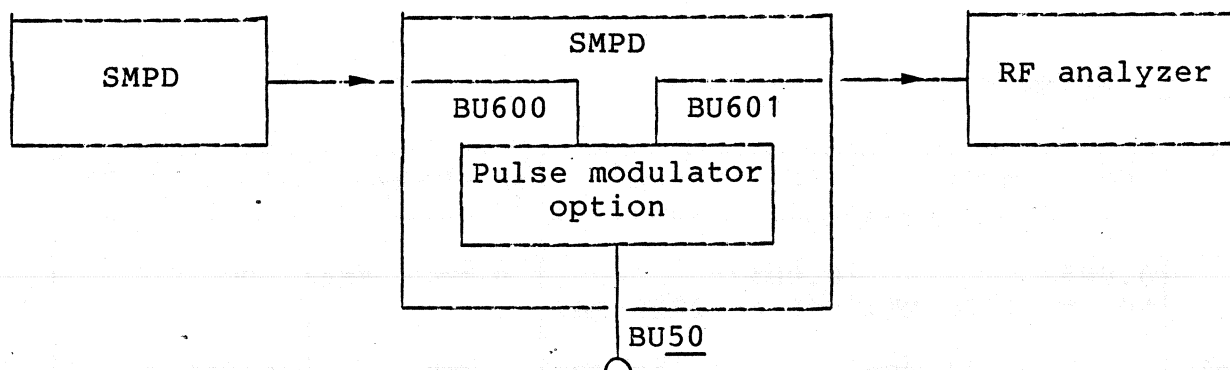 SMPD
SMPD
BU600
BU601
Pulse modulator
option
BU50
RF analyzer